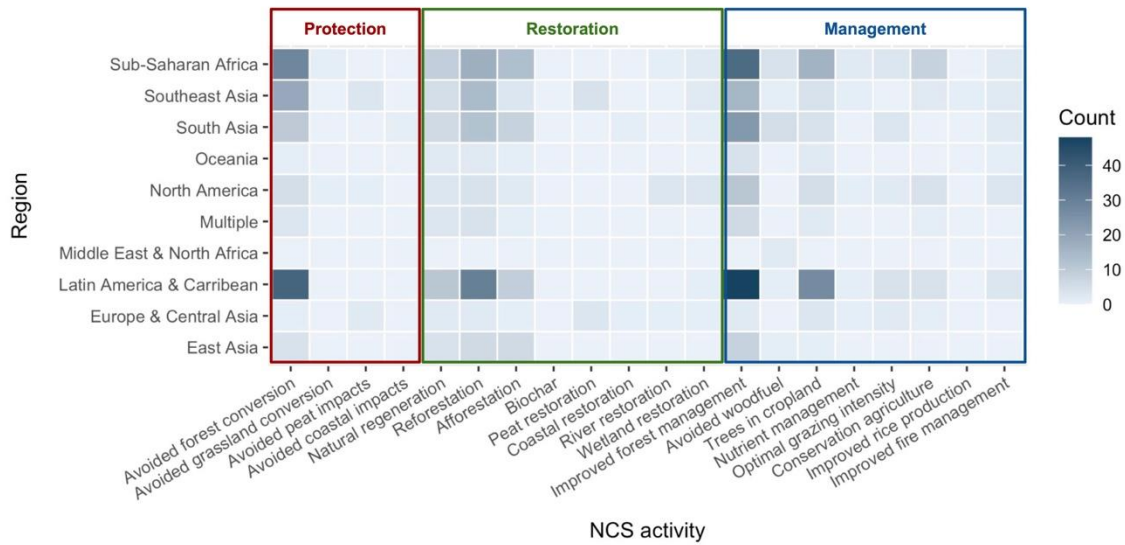 Protection Restoration Management
Region
Sub-Saharan Africa
Southeast Asia
South Asia
Oceania
North America
Multiple
Middle East & North Africa
Latin America & Carribean
Europe & Central Asia
East Asia
Avoided forest conversion
Avoided grassland conversion
Avoided peat impacts
Avoided coastal impacts
Natural regeneration
Reforestation
Afforestation
Biochar
Peat restoration
Coastal restoration
River restoration
Wetland restoration
Improved forest management
Avoided woodfuel
Trees in cropland
Nutrient management
Optimal grazing intensity
Conservation agriculture
Improved rice production
Improved fire management
NCS activity
Count
40
30
20
10
0